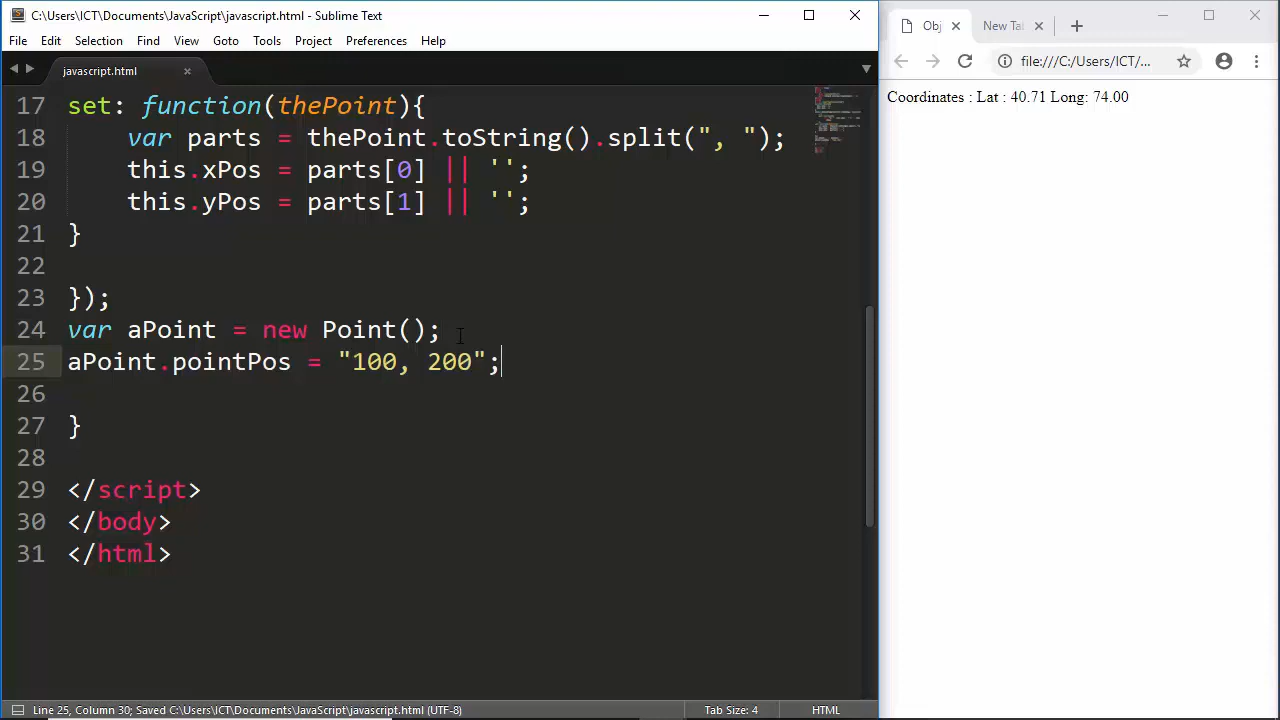 C:\Users\ICT\Documents\JavaScript\javascript.html - Sublime Text
File Edit Selection Find View Goto Tools Project Preferences Help
javascript.html
17 set: function(thePoint){
18 var parts = thePoint.toString().split(", ");
19 this.xPos = parts[0] || '';
20 this.yPos = parts[1] || '';
21 }
22
23 });
24 var aPoint = new Point();
25 aPoint.pointPos = "100, 200";
26
27 }
28
29 </script>
30 </body>
31 </html>
Line 25, Column 30; Saved C:\Users\ICT\Documents\JavaScript\javascript.html (UTF-8) Tab Size: 4 HTML
Obj New Tal
file:///C:/Users/ICT/...
Coordinates : Lat : 40.71 Long: 74.00